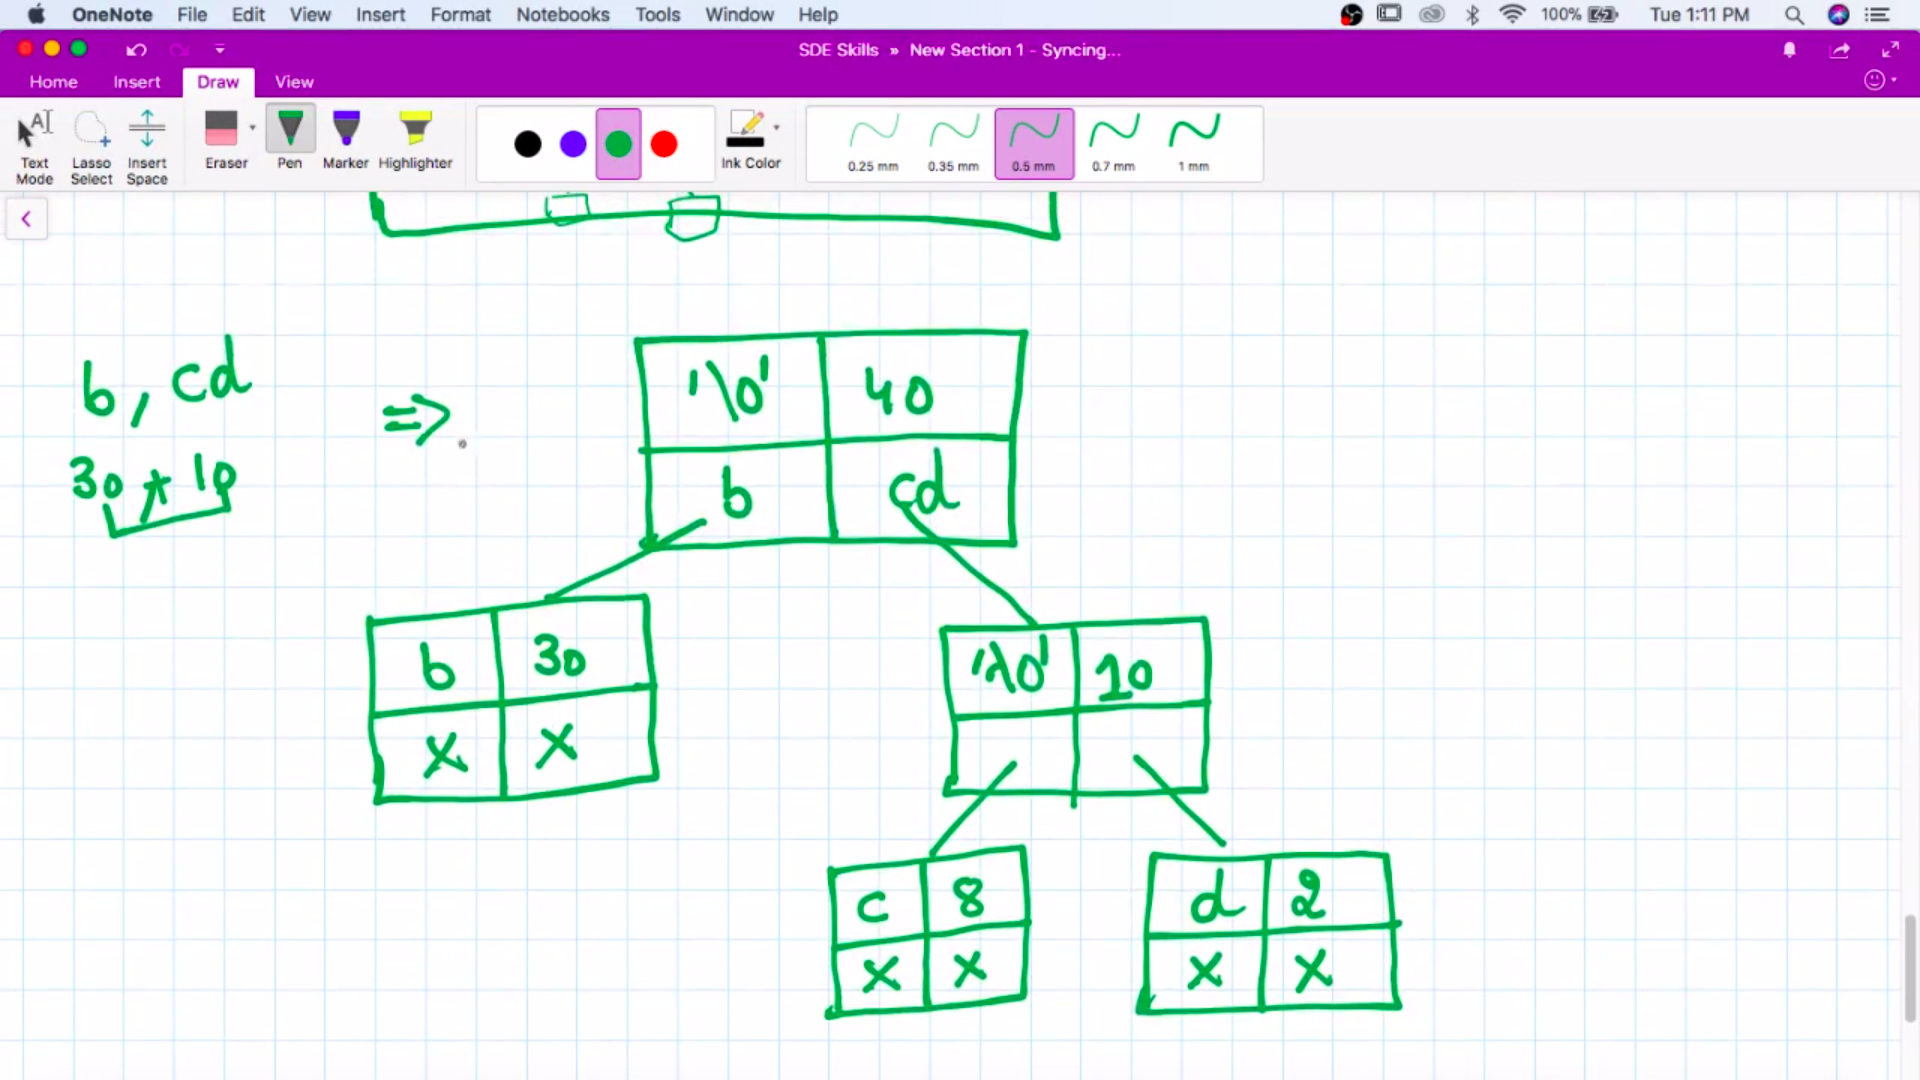 OneNote File Edit View Insert Format Notebooks Tools Window Help 100% Tue 1:11 PM
SDE Skills » New Section 1 - Syncing...
Home Insert Draw View
Text Mode Lasso Select Insert Space Eraser Pen Marker Highlighter Ink Color 0.25 mm 0.35 mm 0.5 mm 0.7 mm 1 mm
b, cd =>
30 + 10
'\0' 40
b cd
b 30
x x
'\0' 10
c 8
x x
d 2
x x